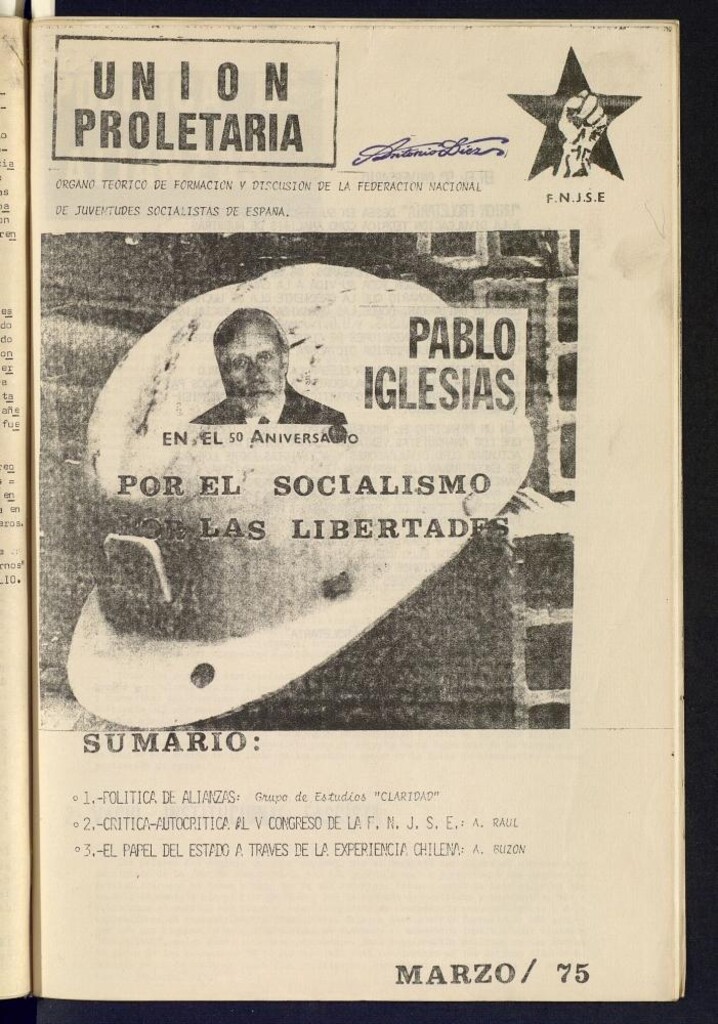 UNION
PROLETARIA
Antonio Diez
F.N.J.S.E
ORGANO TEORICO DE FORMACION Y DISCUSION DE LA FEDERACION NACIONAL
DE JUVENTUDES SOCIALISTAS DE ESPAÑA.
PABLO
IGLESIAS
EN EL 50 ANIVERSARIO
POR EL SOCIALISMO
POR LAS LIBERTADES
SUMARIO:
1.-POLITICA DE ALIANZAS: Grupo de Estudios "CLARIDAD"
2.-CRITICA-AUTOCRITICA AL V CONGRESO DE LA F. N. J. S. E.: A. RAUL
3.-EL PAPEL DEL ESTADO A TRAVES DE LA EXPERIENCIA CHILENA: A. BUZON
MARZO/ 75